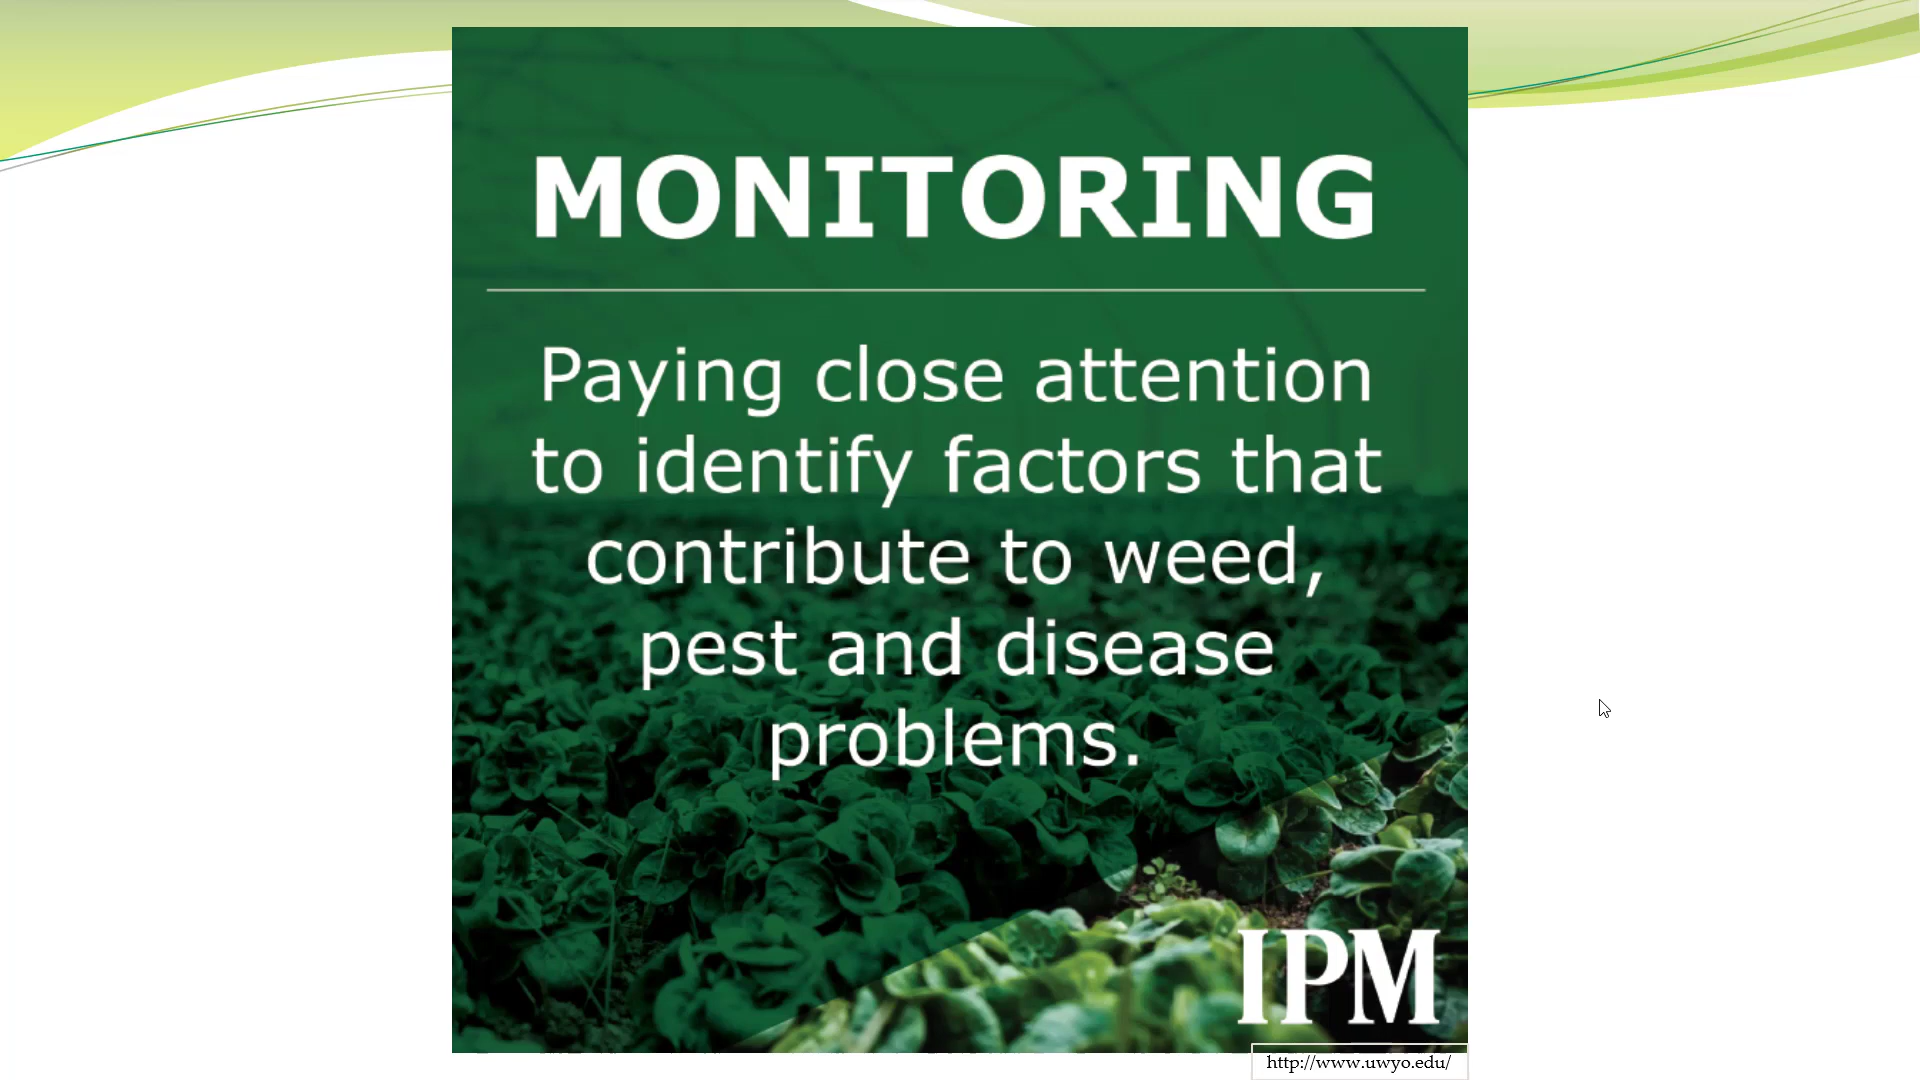 MONITORING
Paying close attention
to identify factors that
contribute to weed,
pest and disease
problems.
IPM
http://www.uwyo.edu/